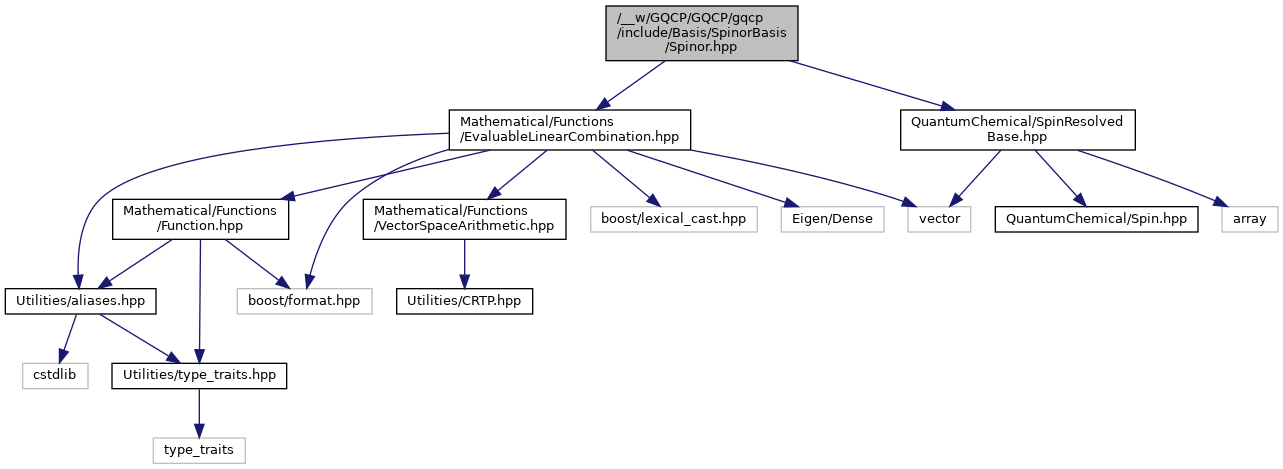 /__w/GQCP/GQCP/gqcp
/include/Basis/SpinorBasis
/Spinor.hpp
Mathematical/Functions
/EvaluableLinearCombination.hpp
QuantumChemical/SpinResolved
Base.hpp
Mathematical/Functions
/Function.hpp
Mathematical/Functions
/VectorSpaceArithmetic.hpp
boost/lexical_cast.hpp
Eigen/Dense
vector
QuantumChemical/Spin.hpp
array
Utilities/aliases.hpp
boost/format.hpp
Utilities/CRTP.hpp
cstdlib
Utilities/type_traits.hpp
type_traits